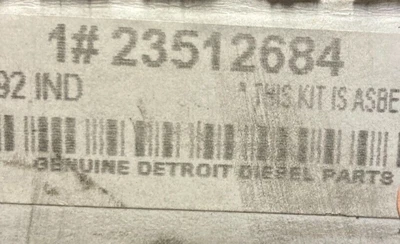 1# 23512684
92 IND * THIS KIT IS ASBE
GENUINE DETROIT DIESEL PARTS